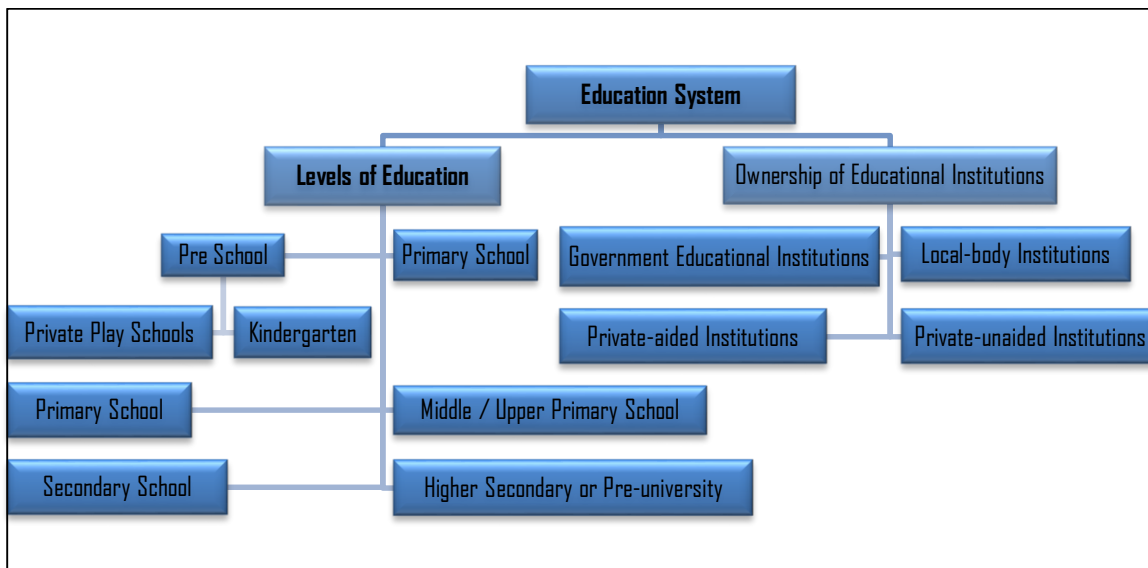 Education System
Levels of Education
Ownership of Educational Institutions
Pre School
Primary School
Government Educational Institutions
Local-body Institutions
Private Play Schools
Kindergarten
Private-aided Institutions
Private-unaided Institutions
Primary School
Middle / Upper Primary School
Secondary School
Higher Secondary or Pre-university